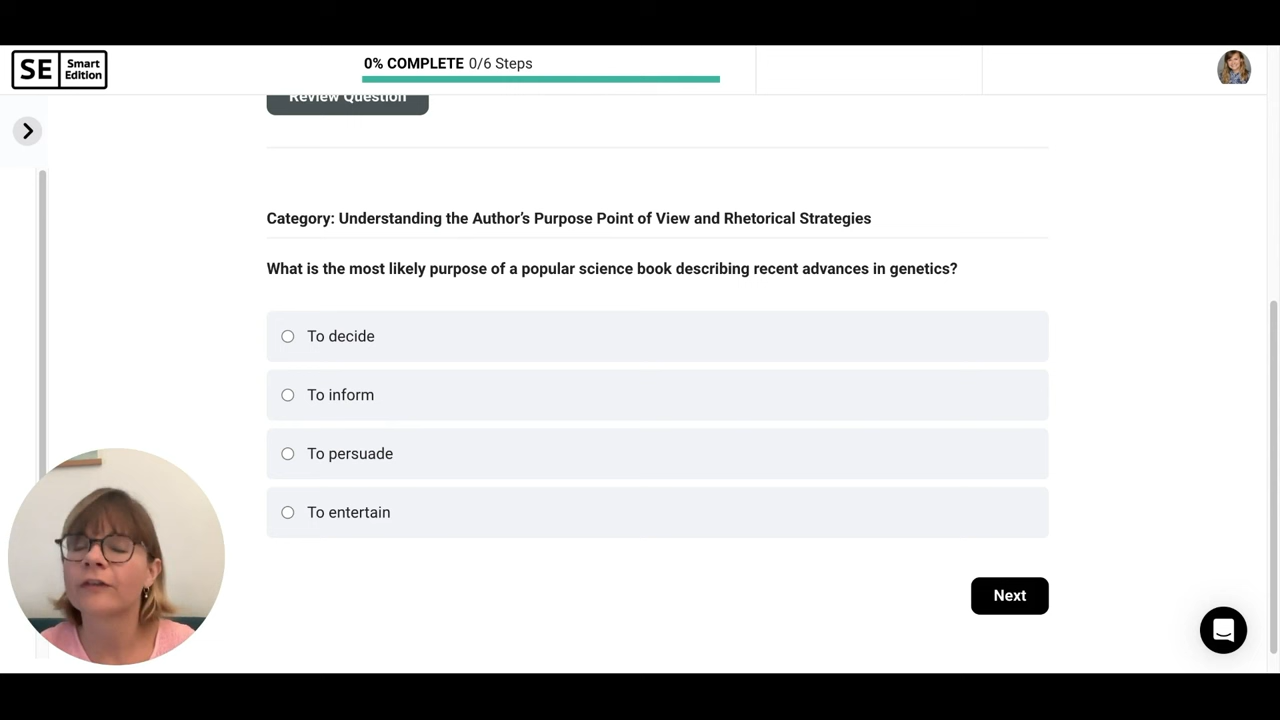 SE Smart Edition
0% COMPLETE 0/6 Steps
Review Question
Category: Understanding the Author’s Purpose Point of View and Rhetorical Strategies
What is the most likely purpose of a popular science book describing recent advances in genetics?
To decide
To inform
To persuade
To entertain
Next